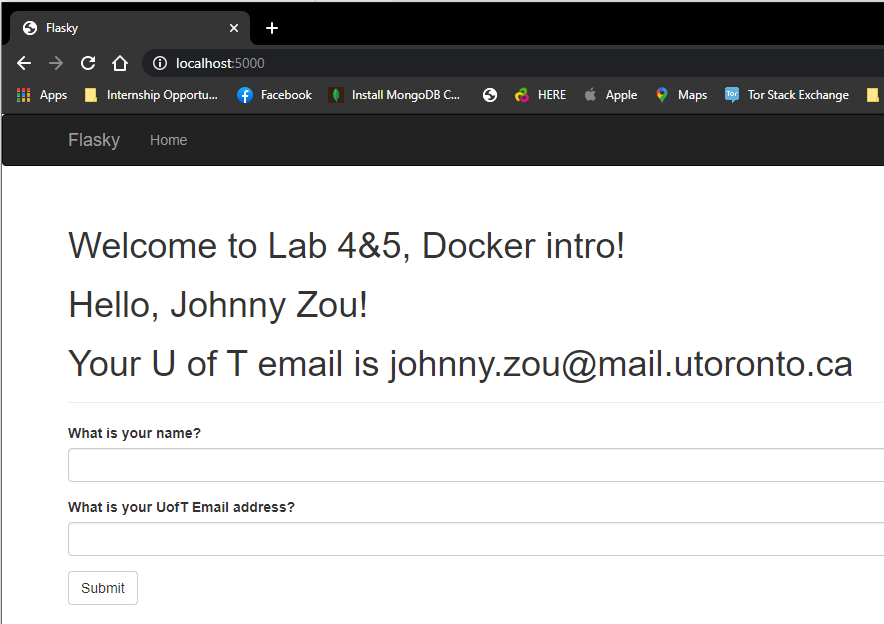 Flasky
localhost:5000
Apps Internship Opportu... Facebook Install MongoDB C... HERE Apple Maps Tor Stack Exchange
Flasky Home
Welcome to Lab 4&5, Docker intro!
Hello, Johnny Zou!
Your U of T email is johnny.zou@mail.utoronto.ca
What is your name?
What is your UofT Email address?
Submit